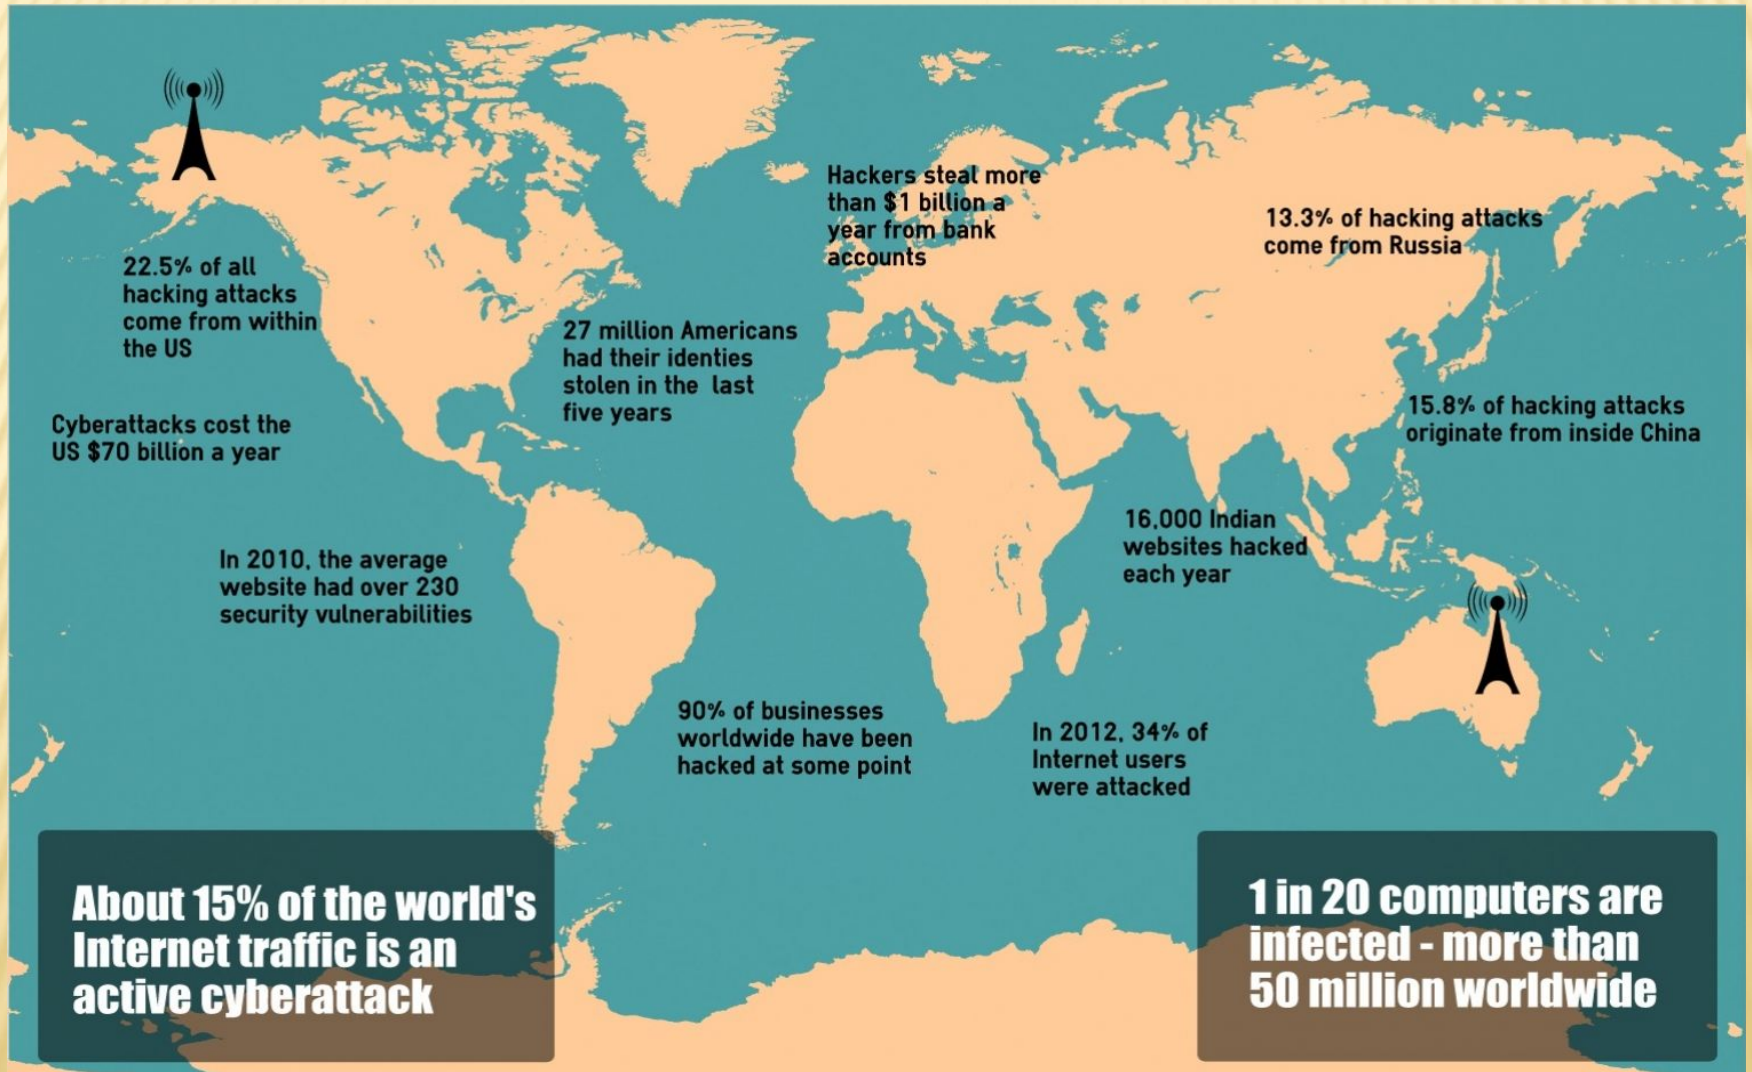 Hackers steal more
than $1 billion a
year from bank
accounts
13.3% of hacking attacks
come from Russia
22.5% of all
hacking attacks
come from within
the US
27 million Americans
had their identies
stolen in the last
five years
Cyberattacks cost the
US $70 billion a year
15.8% of hacking attacks
originate from inside China
16,000 Indian
websites hacked
each year
In 2010, the average
website had over 230
security vulnerabilities
90% of businesses
worldwide have been
hacked at some point
In 2012, 34% of
Internet users
were attacked
About 15% of the world's
Internet traffic is an
active cyberattack
1 in 20 computers are
infected - more than
50 million worldwide